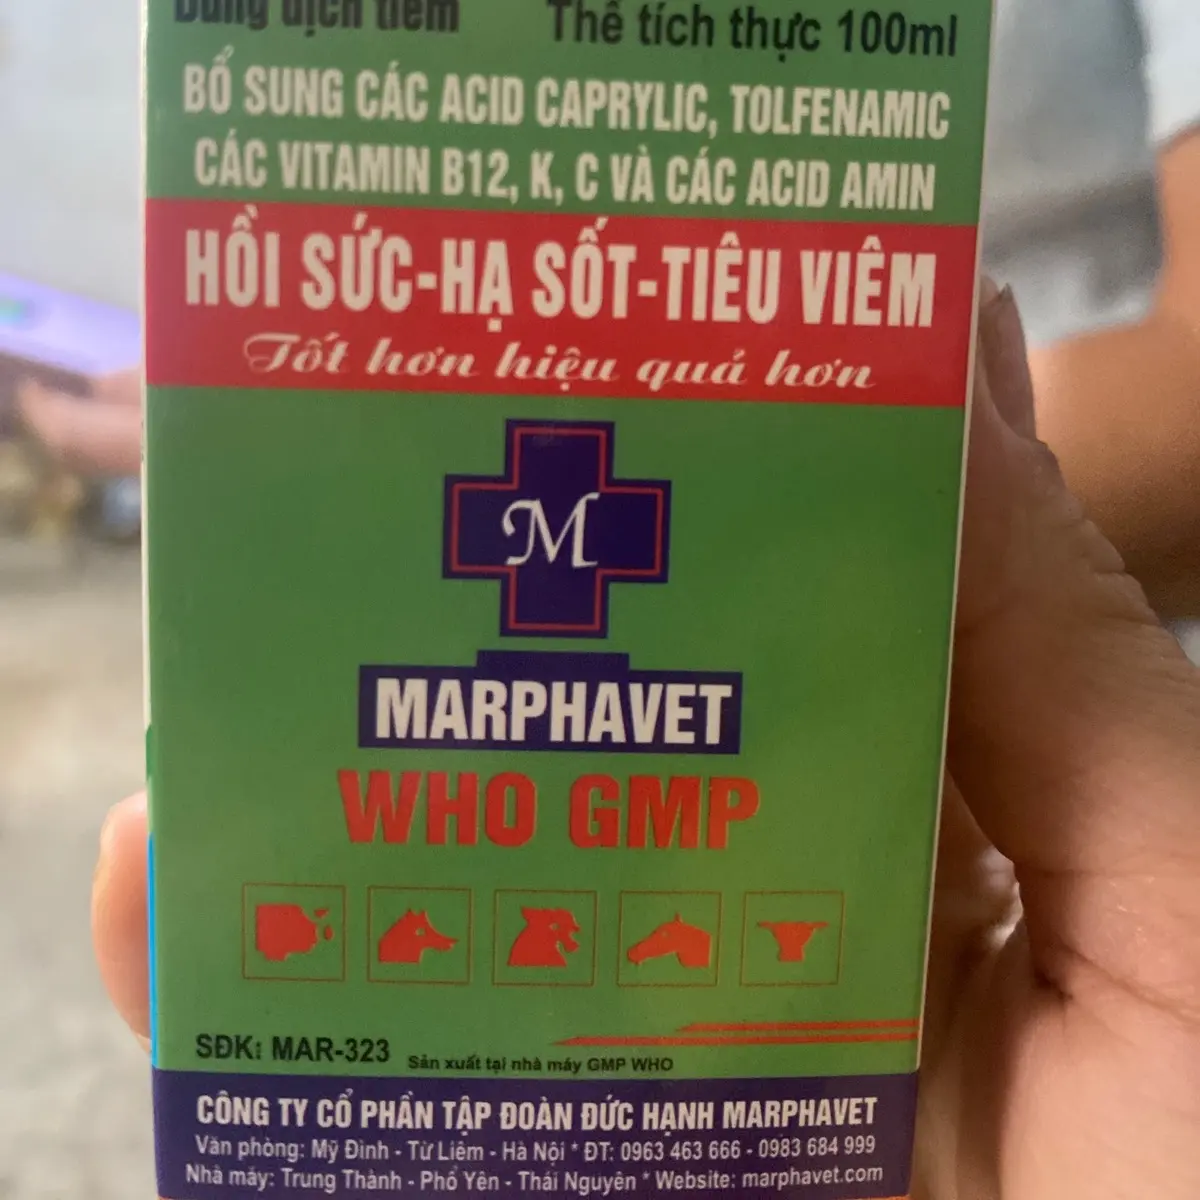 Dung dịch tiêm
Thể tích thực 100ml
BỔ SUNG CÁC ACID CAPRYLIC, TOLFENAMIC
CÁC VITAMIN B12, K, C VÀ CÁC ACID AMIN
HỒI SỨC-HẠ SỐT-TIÊU VIÊM
Tốt hơn hiệu quả hơn
M
MARPHAVET
WHO GMP
SĐK: MAR-323
Sản xuất tại nhà máy GMP WHO
CÔNG TY CỔ PHẦN TẬP ĐOÀN ĐỨC HẠNH MARPHAVET
Văn phòng: Mỹ Đình - Từ Liêm - Hà Nội * ĐT: 0963 463 666 - 0983 684 999
Nhà máy: Trung Thành - Phổ Yên - Thái Nguyên * Website: marphavet.com